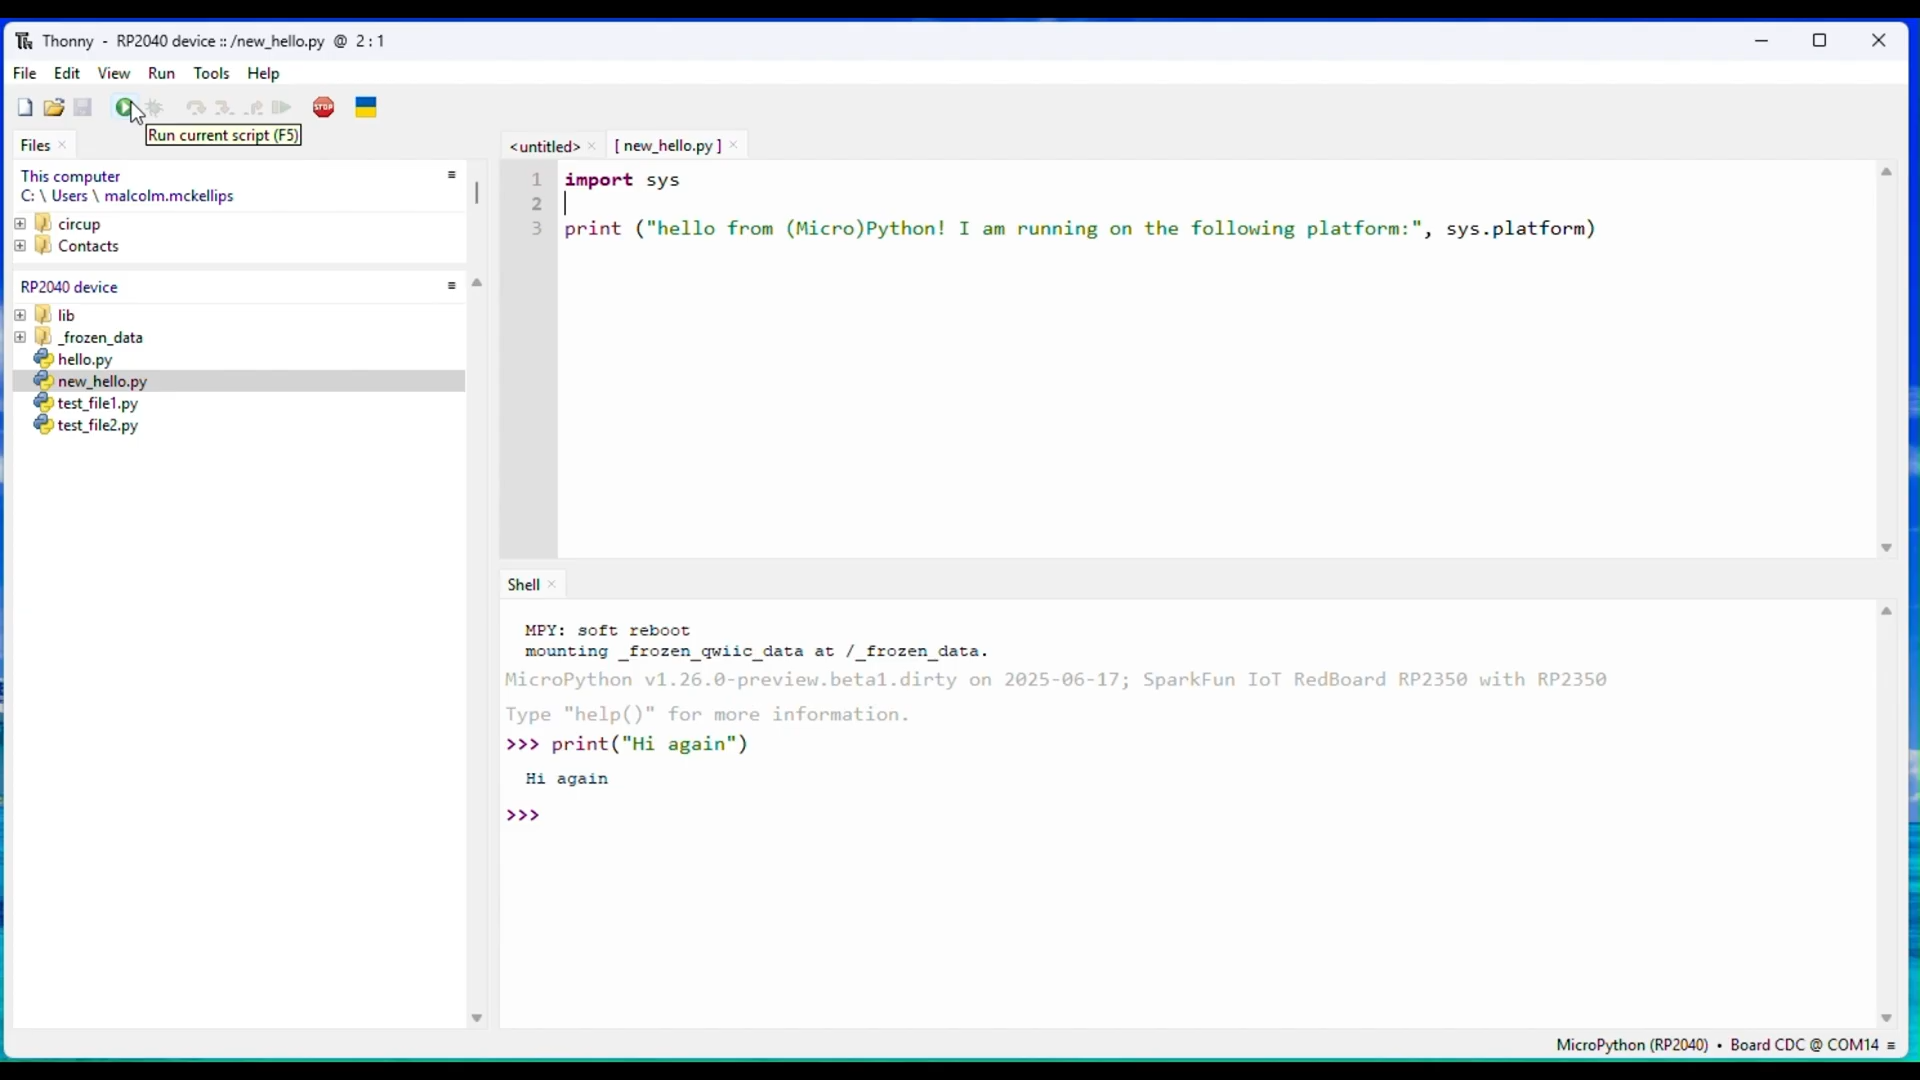 Thonny - RP2040 device :: /new_hello.py @ 2 : 1
File Edit View Run Tools Help
STOP
Run current script (F5)
Files
<untitled> [ new_hello.py ]
This computer
C: \ Users \ malcolm.mckellips
circup
Contacts
RP2040 device
lib
_frozen_data
hello.py
new_hello.py
test_file1.py
test_file2.py
1 import sys
2
3 print ("hello from (Micro)Python! I am running on the following platform:", sys.platform)
Shell
MPY: soft reboot
mounting _frozen_qwiic_data at /_frozen_data.
MicroPython v1.26.0-preview.beta1.dirty on 2025-06-17; SparkFun IoT RedBoard RP2350 with RP2350
Type "help()" for more information.
>>> print("Hi again")
Hi again
>>>
MicroPython (RP2040) • Board CDC @ COM14 ≡